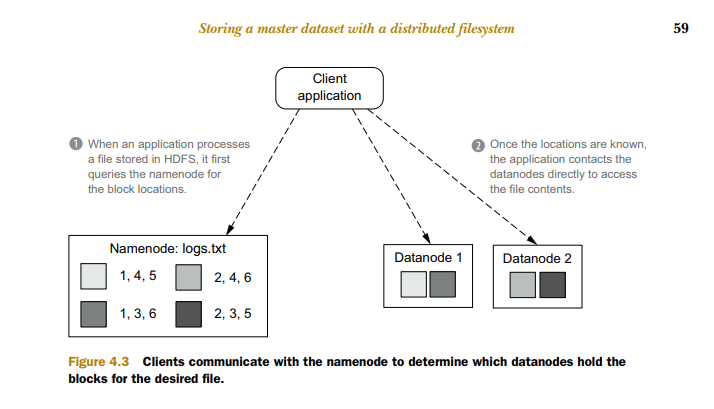 Storing a master dataset with a distributed filesystem 59
Client
application
1 When an application processes
a file stored in HDFS, it first
queries the namenode for
the block locations.
2 Once the locations are known,
the application contacts the
datanodes directly to access
the file contents.
Namenode: logs.txt
1, 4, 5 2, 4, 6
1, 3, 6 2, 3, 5
Datanode 1
Datanode 2
Figure 4.3 Clients communicate with the namenode to determine which datanodes hold the
blocks for the desired file.